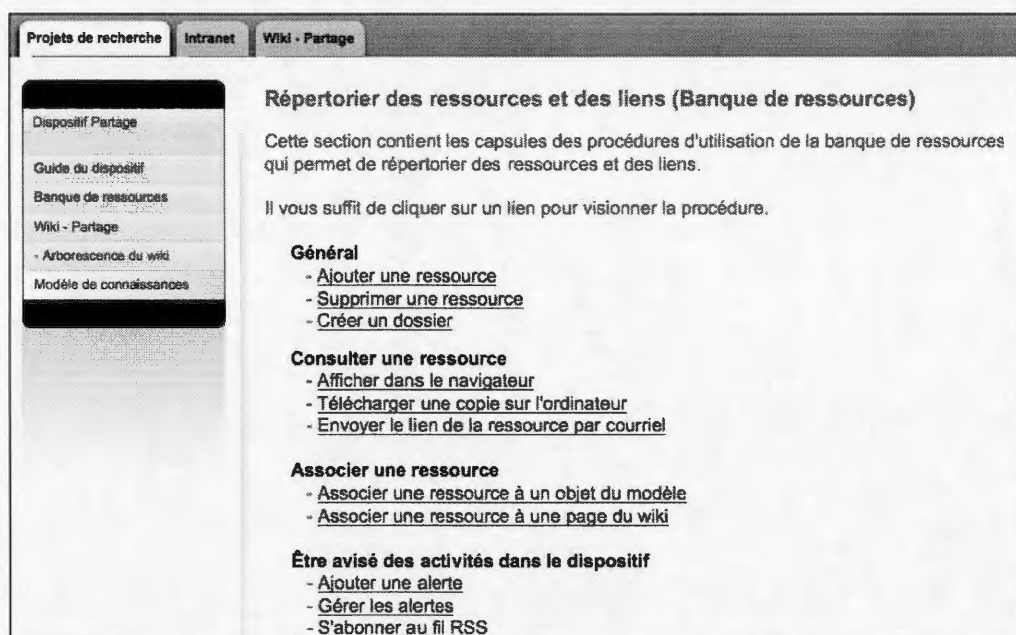 Projets de recherche Intranet Wiki - Partage
Dispositif Partage
Guide du dispositif
Banque de ressources
Wiki - Partage
- Arborescence du wiki
Modèle de connaissances
Répertorier des ressources et des liens (Banque de ressources)
Cette section contient les capsules des procédures d'utilisation de la banque de ressources
qui permet de répertorier des ressources et des liens.
Il vous suffit de cliquer sur un lien pour visionner la procédure.
Général
- Ajouter une ressource
- Supprimer une ressource
- Créer un dossier
Consulter une ressource
- Afficher dans le navigateur
- Télécharger une copie sur l'ordinateur
- Envoyer le lien de la ressource par courriel
Associer une ressource
- Associer une ressource à un objet du modèle
- Associer une ressource à une page du wiki
Être avisé des activités dans le dispositif
- Ajouter une alerte
- Gérer les alertes
- S'abonner au fil RSS